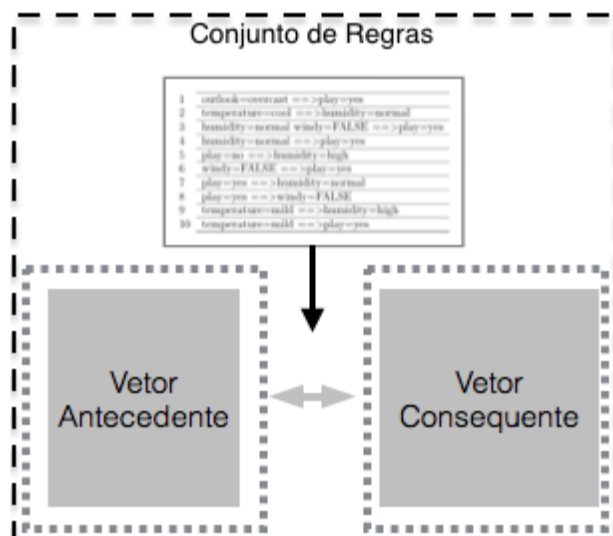 Conjunto de Regras
1 outlook=overcast ==>play=yes
2 temperature=cool ==>humidity=normal
3 humidity=normal windy=FALSE ==>play=yes
4 humidity=normal ==>play=yes
5 play=no ==>humidity=high
6 windy=FALSE ==>play=yes
7 play=yes ==>humidity=normal
8 play=yes ==>windy=FALSE
9 temperature=mild ==>humidity=high
10 temperature=mild ==>play=yes
Vetor
Antecedente
Vetor
Consequente